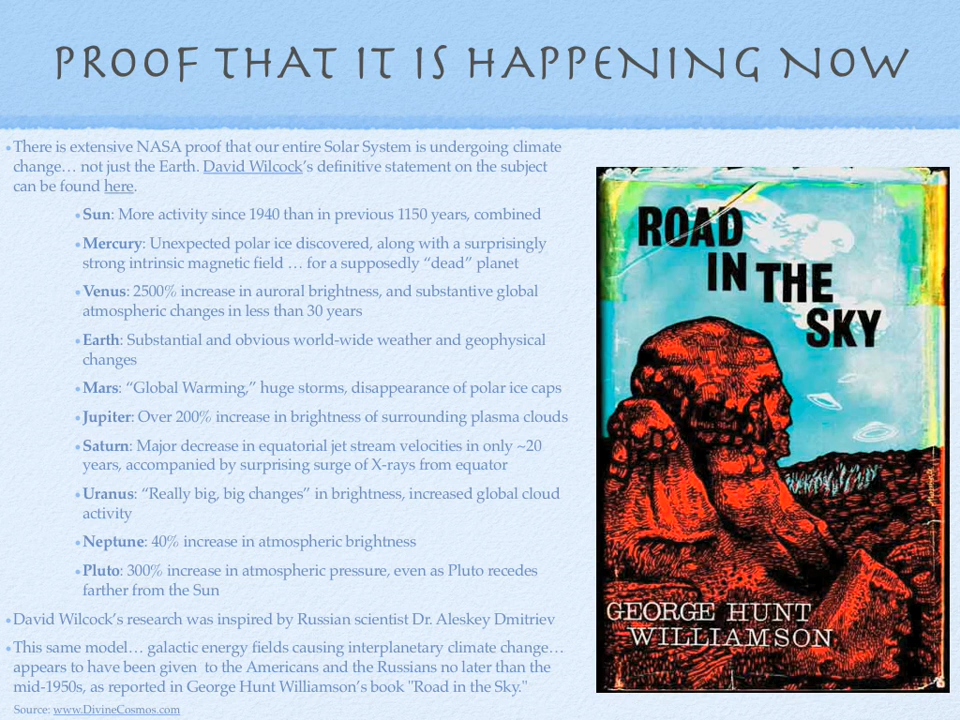 PROOF THAT IT IS HAPPENING NOW
•There is extensive NASA proof that our entire Solar System is undergoing climate
change… not just the Earth. David Wilcock’s definitive statement on the subject
can be found here.
•Sun: More activity since 1940 than in previous 1150 years, combined
•Mercury: Unexpected polar ice discovered, along with a surprisingly
strong intrinsic magnetic field … for a supposedly “dead” planet
•Venus: 2500% increase in auroral brightness, and substantive global
atmospheric changes in less than 30 years
•Earth: Substantial and obvious world-wide weather and geophysical
changes
•Mars: “Global Warming,” huge storms, disappearance of polar ice caps
•Jupiter: Over 200% increase in brightness of surrounding plasma clouds
•Saturn: Major decrease in equatorial jet stream velocities in only ~20
years, accompanied by surprising surge of X-rays from equator
•Uranus: “Really big, big changes” in brightness, increased global cloud
activity
•Neptune: 40% increase in atmospheric brightness
•Pluto: 300% increase in atmospheric pressure, even as Pluto recedes
farther from the Sun
•David Wilcock’s research was inspired by Russian scientist Dr. Aleskey Dmitriev
•This same model… galactic energy fields causing interplanetary climate change…
appears to have been given to the Americans and the Russians no later than the
mid-1950s, as reported in George Hunt Williamson’s book "Road in the Sky."
Source: www.DivineCosmos.com
ROAD
IN THE
SKY
GEORGE HUNT
WILLIAMSON